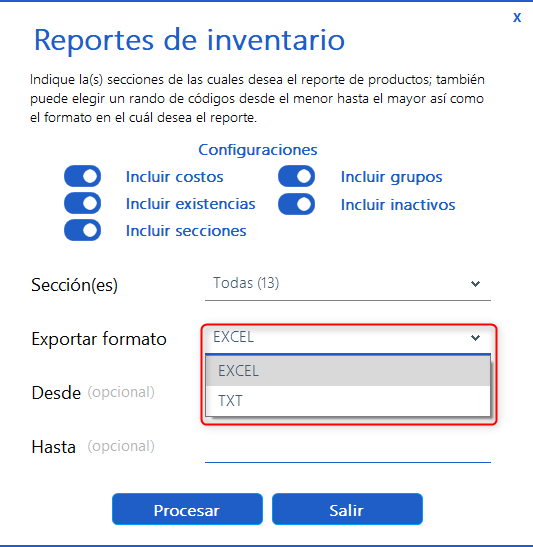 x
Reportes de inventario
Indique la(s) secciones de las cuales desea el reporte de productos; también
puede elegir un rando de códigos desde el menor hasta el mayor así como
el formato en el cuál desea el reporte.
Configuraciones
Incluir costos
Incluir grupos
Incluir existencias
Incluir inactivos
Incluir secciones
Sección(es)
Todas (13)
Exportar formato
EXCEL
EXCEL
Desde (opcional)
TXT
Hasta (opcional)
Procesar
Salir